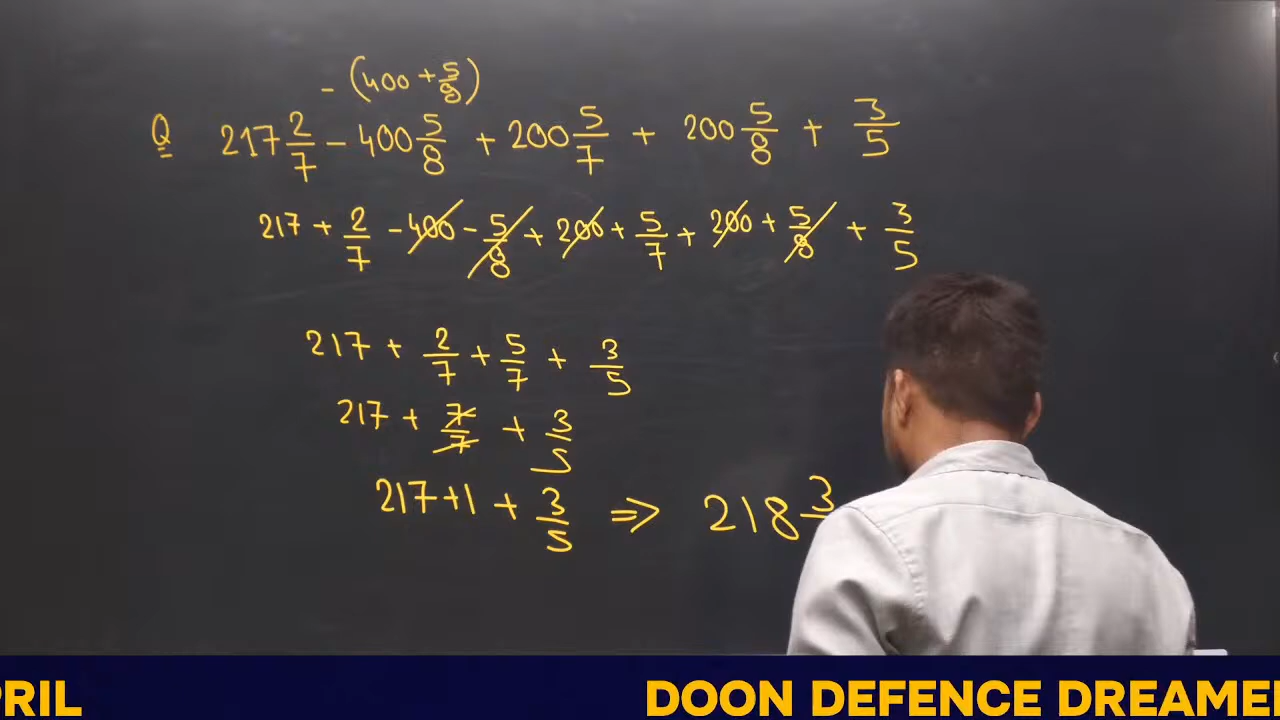 - (400 + 5/8)
Q 217 2/7 - 400 5/8 + 200 5/7 + 200 5/8 + 3/5
217 + 2/7 - 400 - 5/8 + 200 + 5/7 + 200 + 5/8 + 3/5
217 + 2/7 + 5/7 + 3/5
217 + 7/7 + 3/5
217+1 + 3/5 ⇒ 218 3
PRIL DOON DEFENCE DREAME